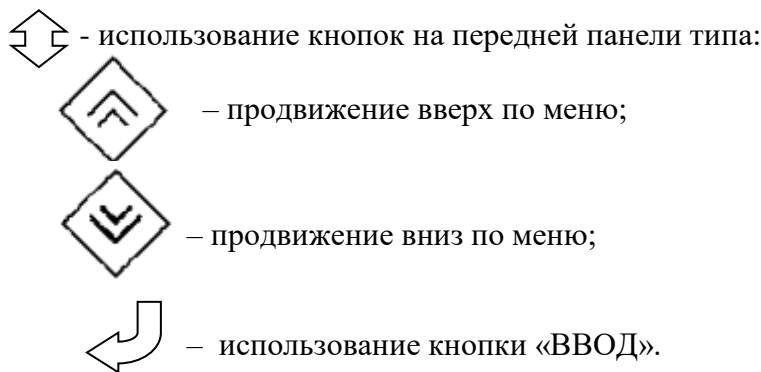 - использование кнопок на передней панели типа:
– продвижение вверх по меню;
– продвижение вниз по меню;
– использование кнопки «ВВОД».